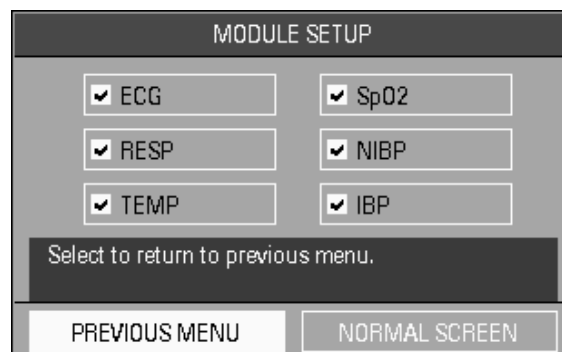 MODULE SETUP
ECG
SpO2
RESP
NIBP
TEMP
IBP
Select to return to previous menu.
PREVIOUS MENU
NORMAL SCREEN